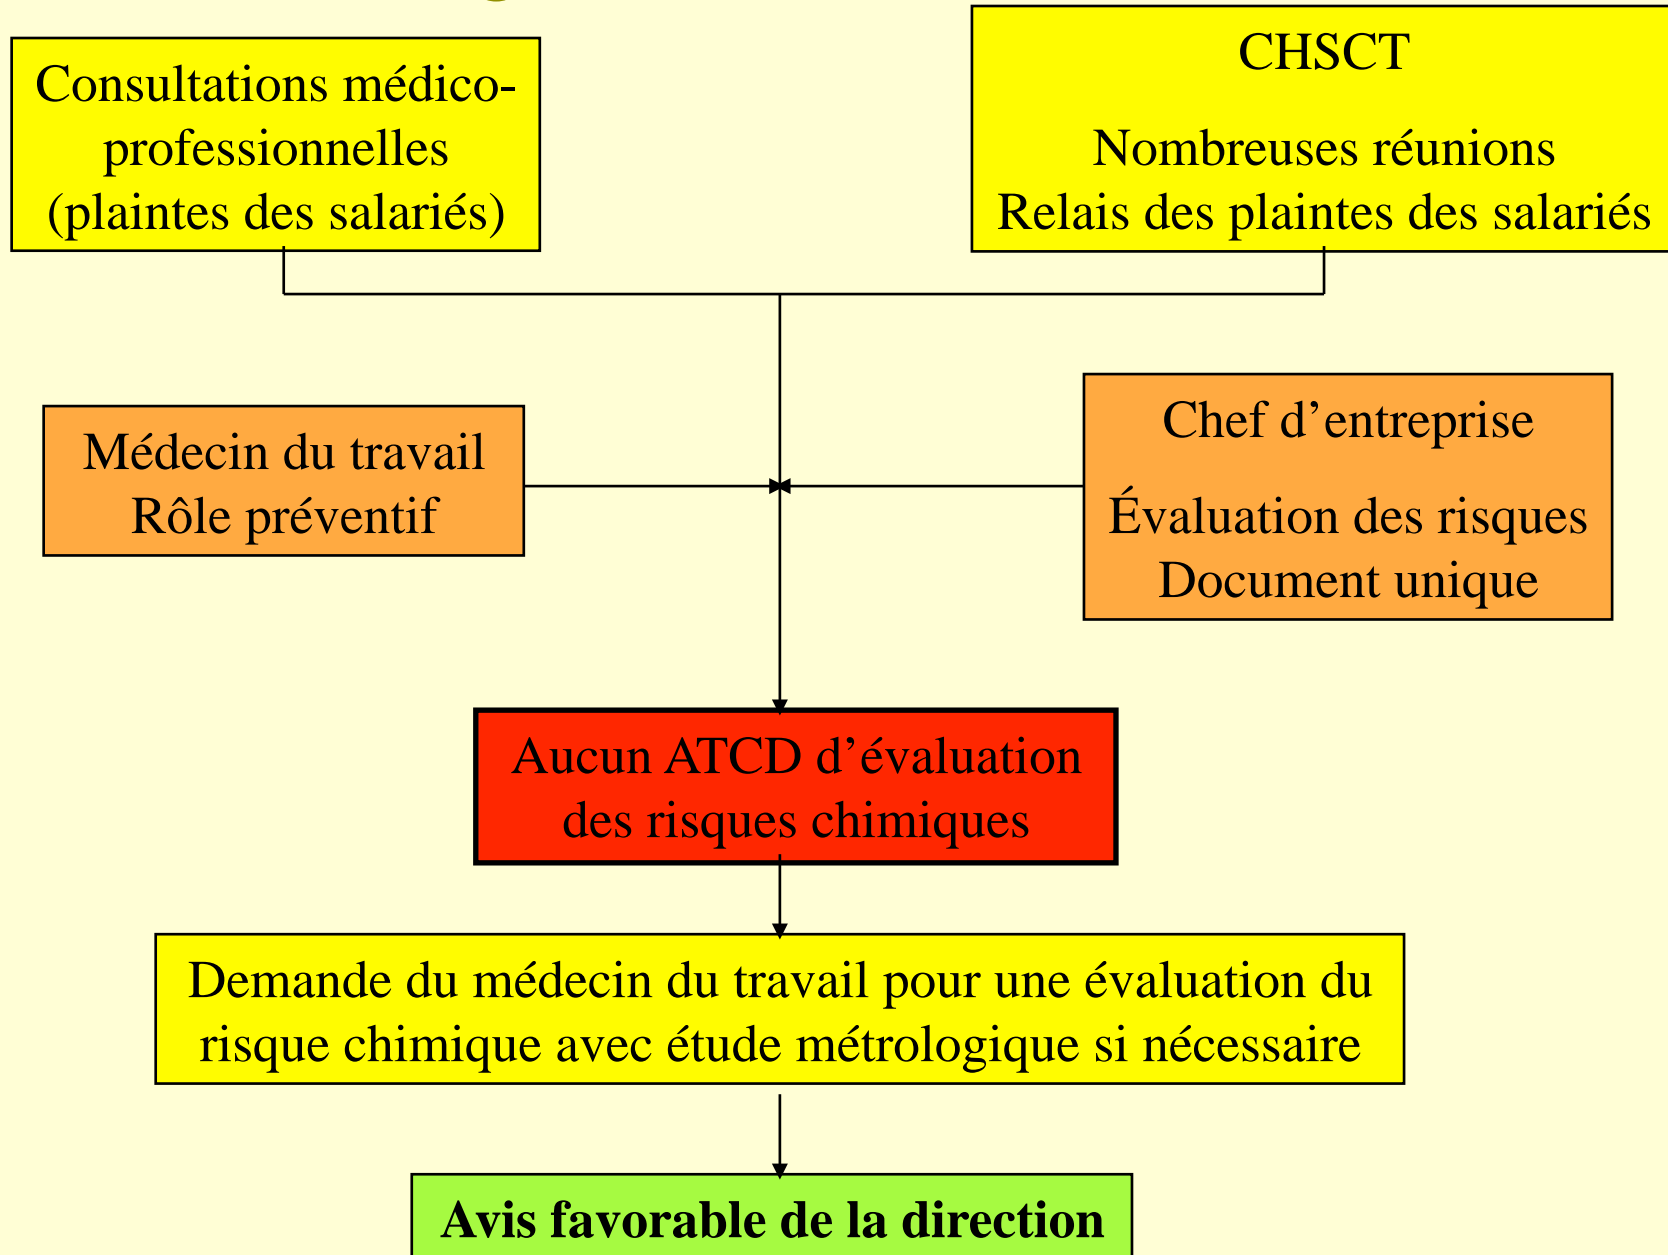 Consultations médico-
professionnelles
(plaintes des salariés)
CHSCT
Nombreuses réunions
Relais des plaintes des salariés
Médecin du travail
Rôle préventif
Chef d’entreprise
Évaluation des risques
Document unique
Aucun ATCD d’évaluation
des risques chimiques
Demande du médecin du travail pour une évaluation du
risque chimique avec étude métrologique si nécessaire
Avis favorable de la direction